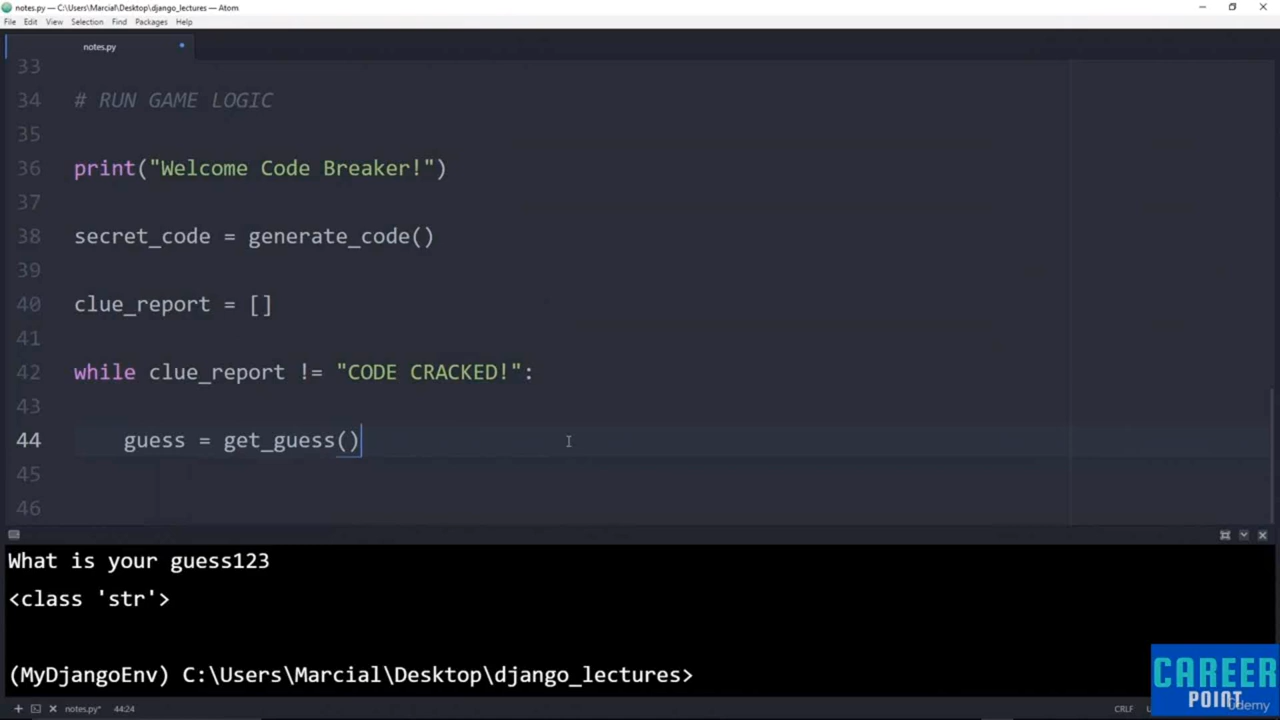 notes.py — C:\Users\Marcial\Desktop\django_lectures — Atom
File Edit View Selection Find Packages Help
notes.py
33
34 # RUN GAME LOGIC
35
36 print("Welcome Code Breaker!")
37
38 secret_code = generate_code()
39
40 clue_report = []
41
42 while clue_report != "CODE CRACKED!":
43
44 guess = get_guess()
45
46
What is your guess123
<class 'str'>
(MyDjangoEnv) C:\Users\Marcial\Desktop\django_lectures>
notes.py* 44:24 CRLF
CAREER
POINT
Udemy